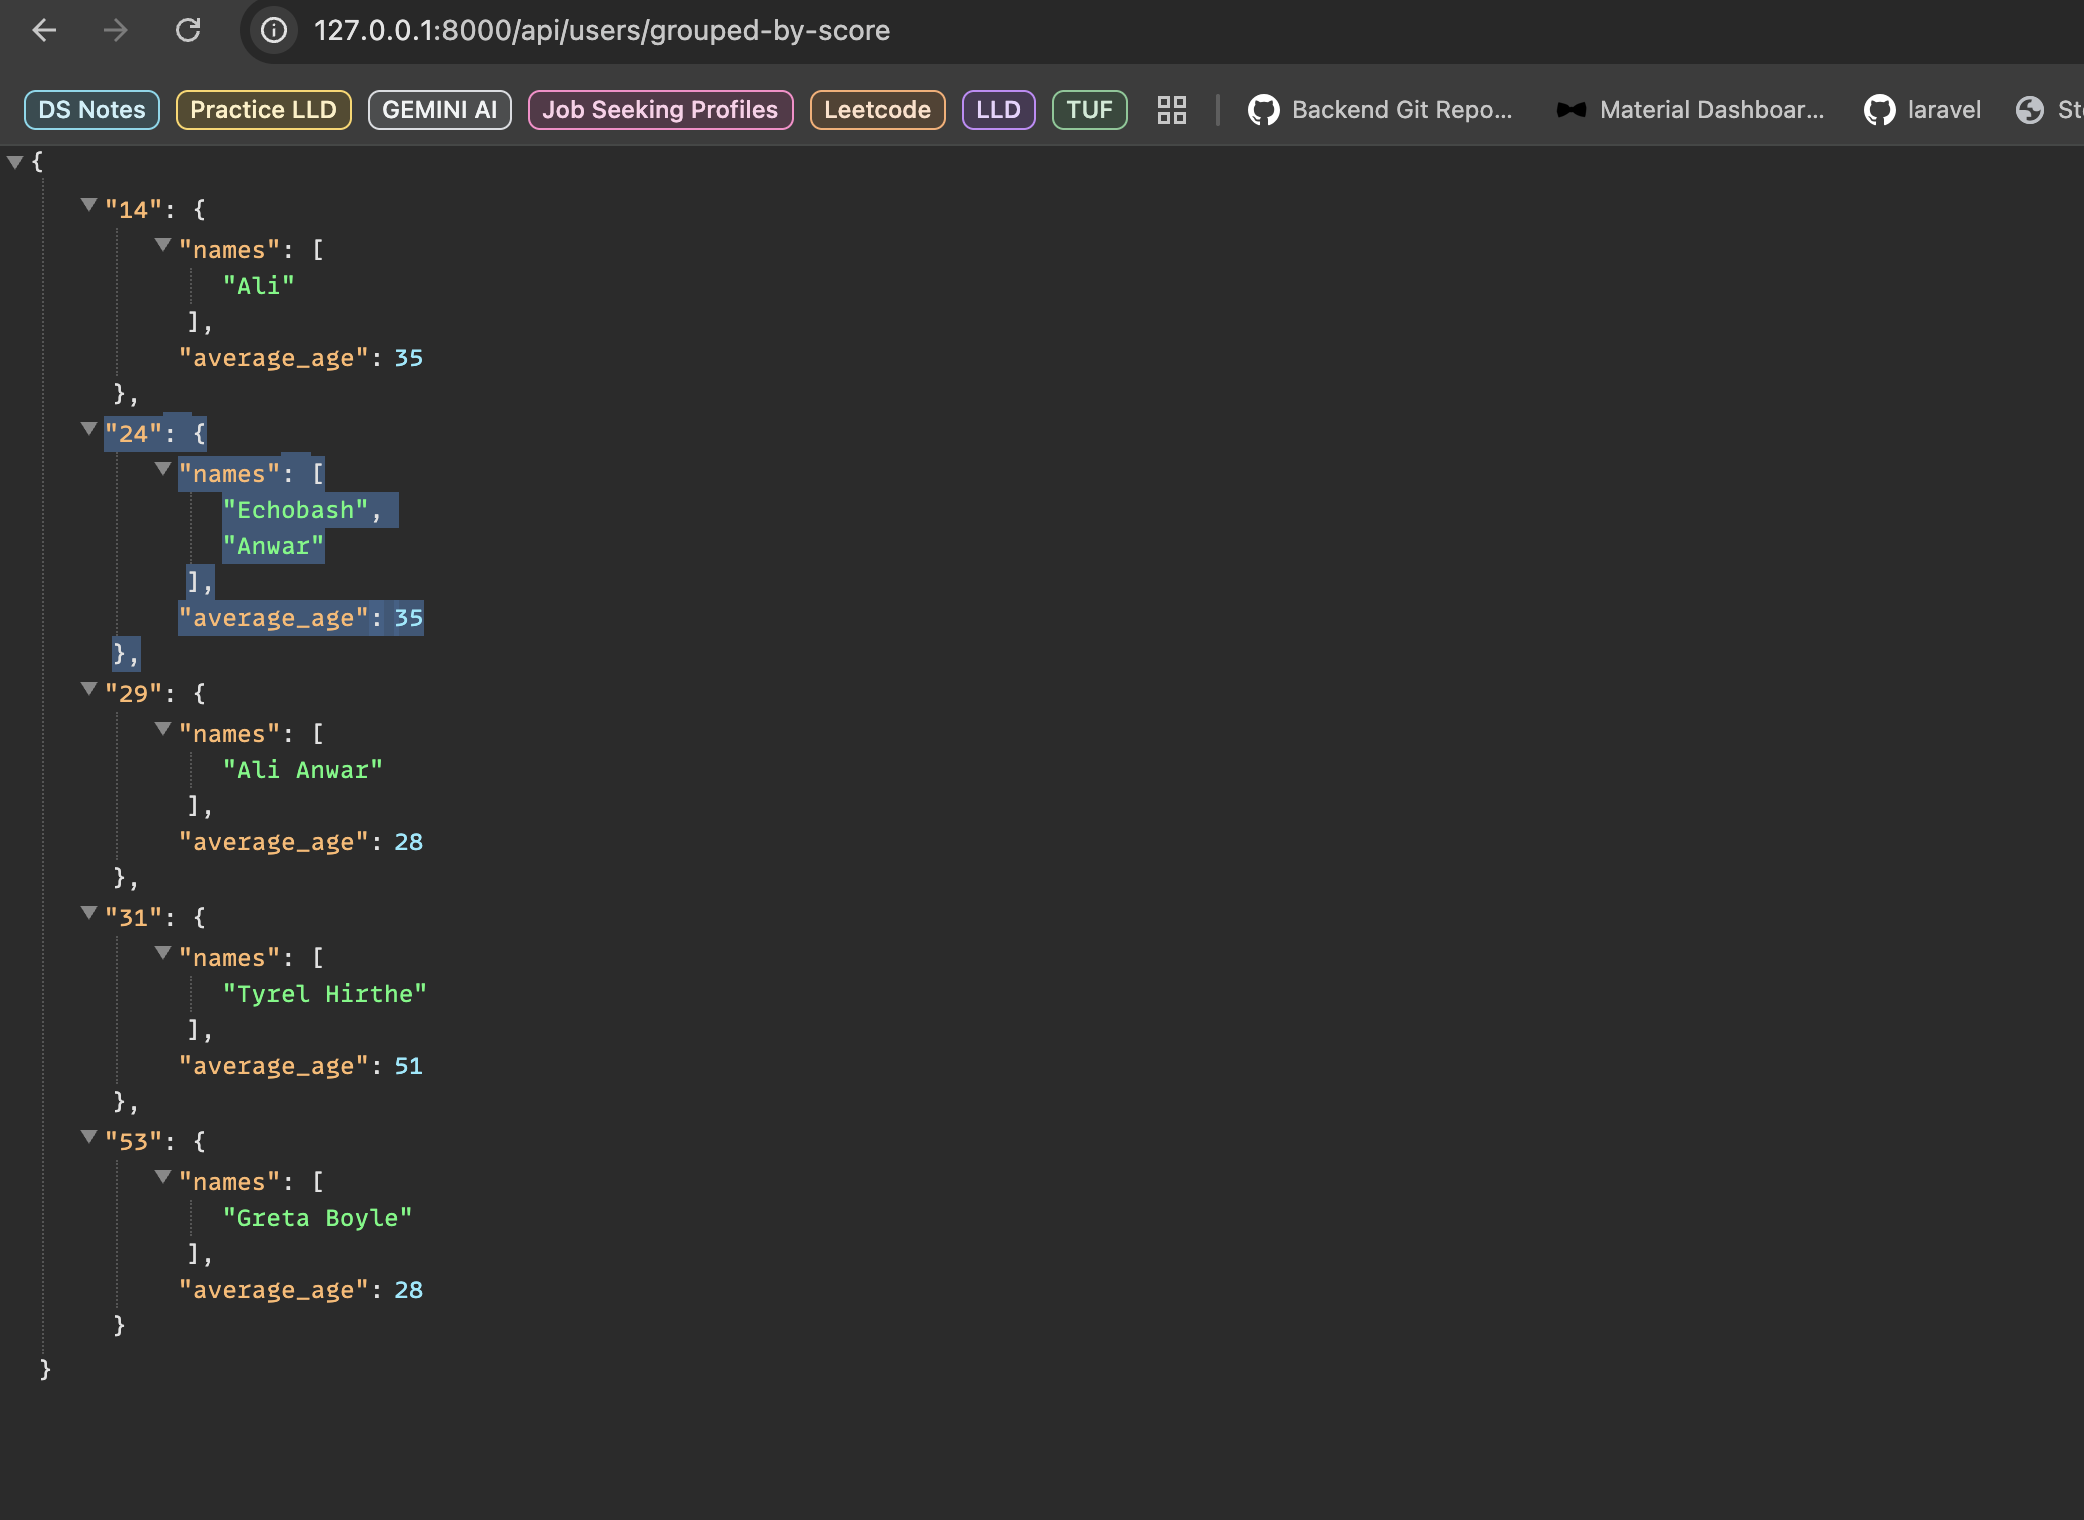 127.0.0.1:8000/api/users/grouped-by-score
DS Notes Practice LLD GEMINI AI Job Seeking Profiles Leetcode LLD TUF Backend Git Repo... Material Dashboar... laravel
{
"14": {
"names": [
"Ali"
],
"average_age": 35
},
"24": {
"names": [
"Echobash",
"Anwar"
],
"average_age": 35
},
"29": {
"names": [
"Ali Anwar"
],
"average_age": 28
},
"31": {
"names": [
"Tyrel Hirthe"
],
"average_age": 51
},
"53": {
"names": [
"Greta Boyle"
],
"average_age": 28
}
}